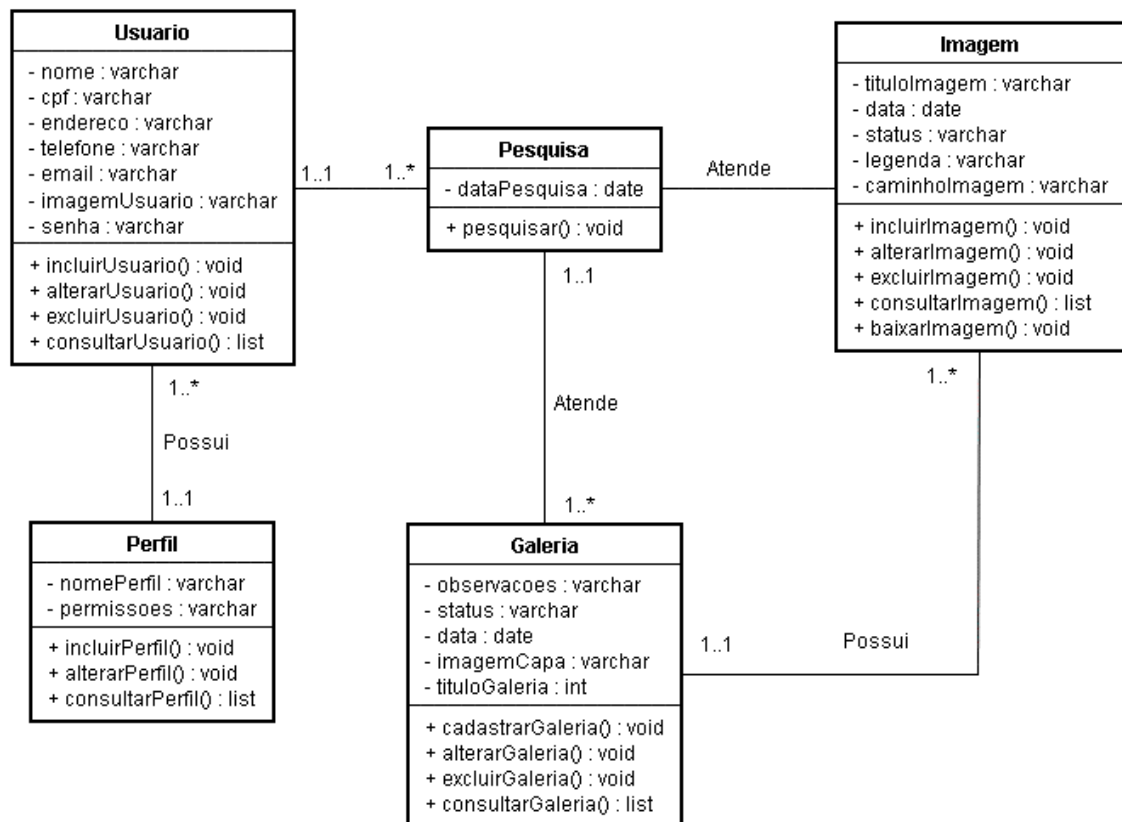 Usuario
- nome : varchar
- cpf : varchar
- endereco : varchar
- telefone : varchar
- email : varchar
- imagemUsuario : varchar
- senha : varchar
+ incluirUsuario() : void
+ alterarUsuario() : void
+ excluirUsuario() : void
+ consultarUsuario() : list
1..1
1..*
Pesquisa
- dataPesquisa : date
+ pesquisar() : void
Atende
Imagem
- tituloImagem : varchar
- data : date
- status : varchar
- legenda : varchar
- caminhoImagem : varchar
+ incluirImagem() : void
+ alterarImagem() : void
+ excluirImagem() : void
+ consultarImagem() : list
+ baixarImagem() : void
1..*
Possui
1..1
1..1
Atende
1..*
1..*
Possui
1..1
Perfil
- nomePerfil : varchar
- permissoes : varchar
+ incluirPerfil() : void
+ alterarPerfil() : void
+ consultarPerfil() : list
Galeria
- observacoes : varchar
- status : varchar
- data : date
- imagemCapa : varchar
- tituloGaleria : int
+ cadastrarGaleria() : void
+ alterarGaleria() : void
+ excluirGaleria() : void
+ consultarGaleria() : list